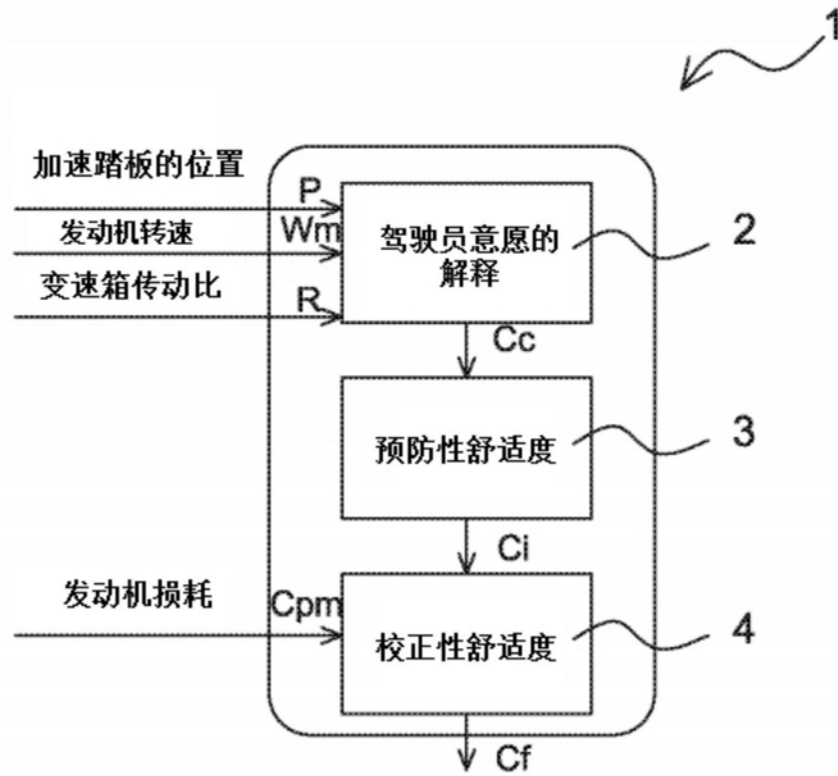 1
加速踏板的位置
P
发动机转速
Wm
变速箱传动比
R
驾驶员意愿的
解释
2
Cc
预防性舒适度
3
Ci
发动机损耗
Cpm
校正性舒适度
4
Cf